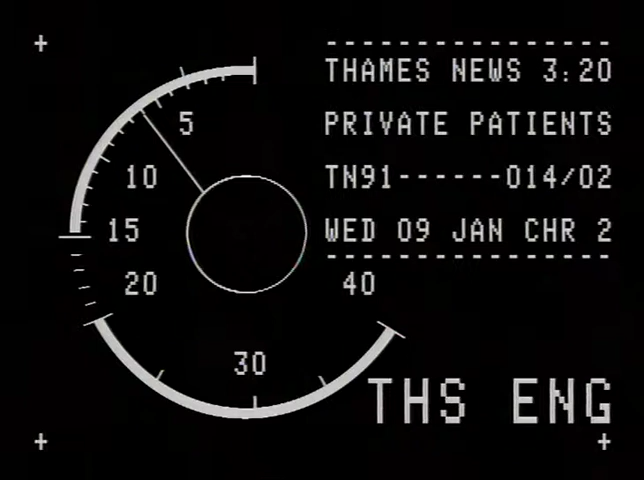 THAMES NEWS 3:20
PRIVATE PATIENTS
TN91------014/02
WED 09 JAN CHR 2
5
10
15
20
30
40
THS ENG